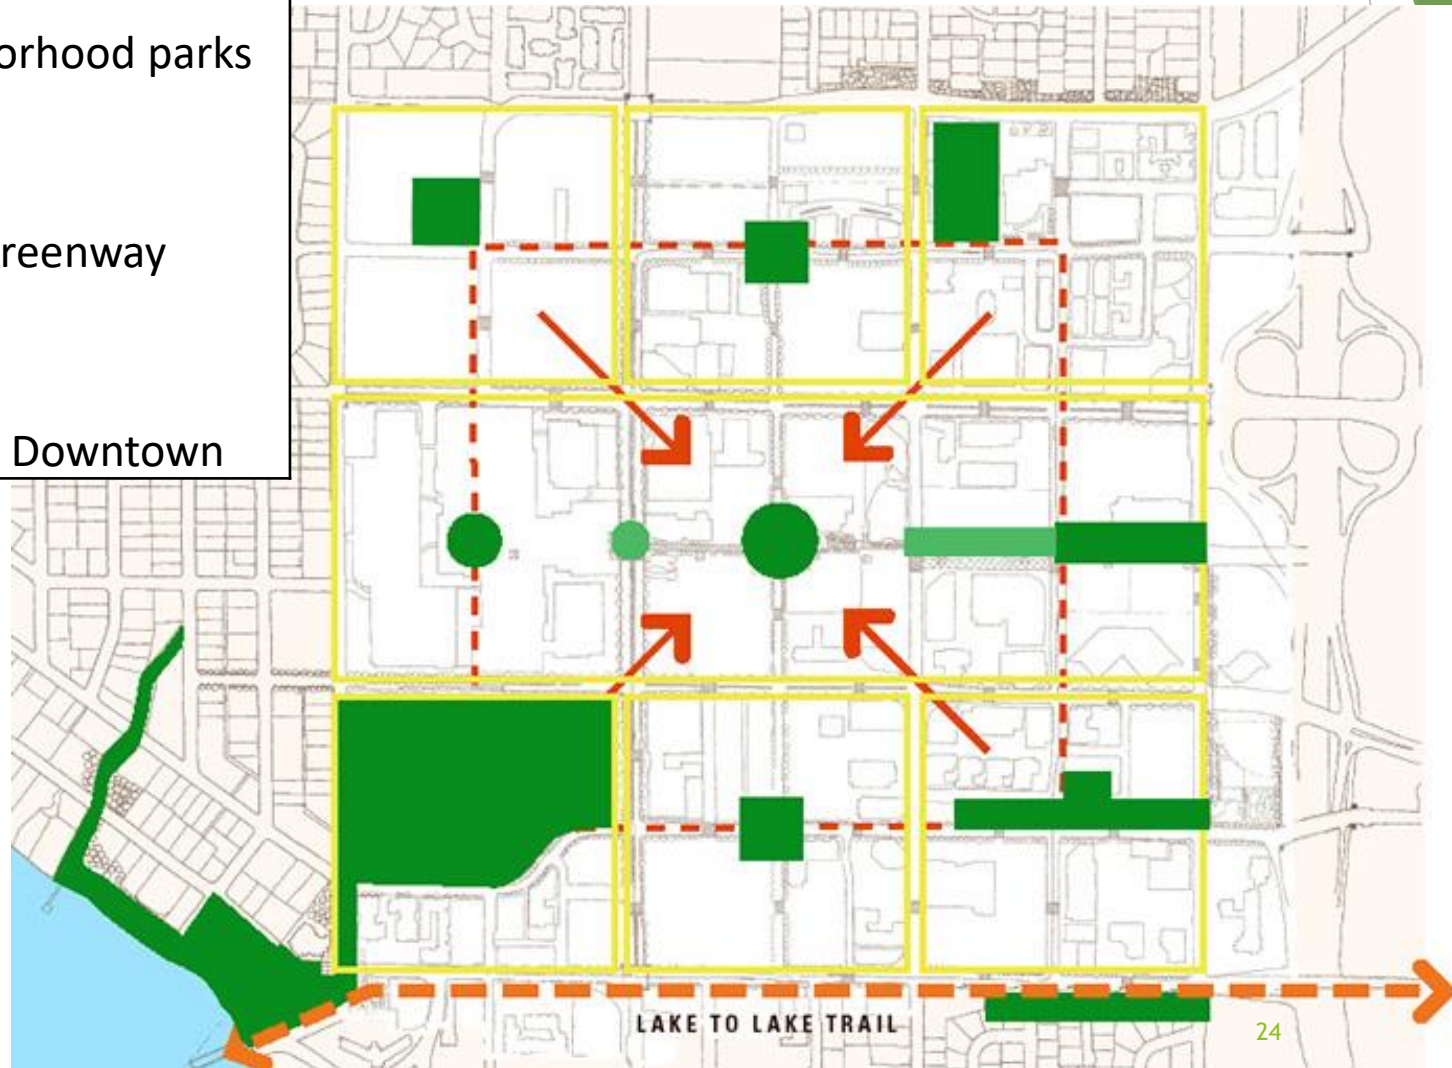 orhood parks
reenway
Downtown
LAKE TO LAKE TRAIL
24